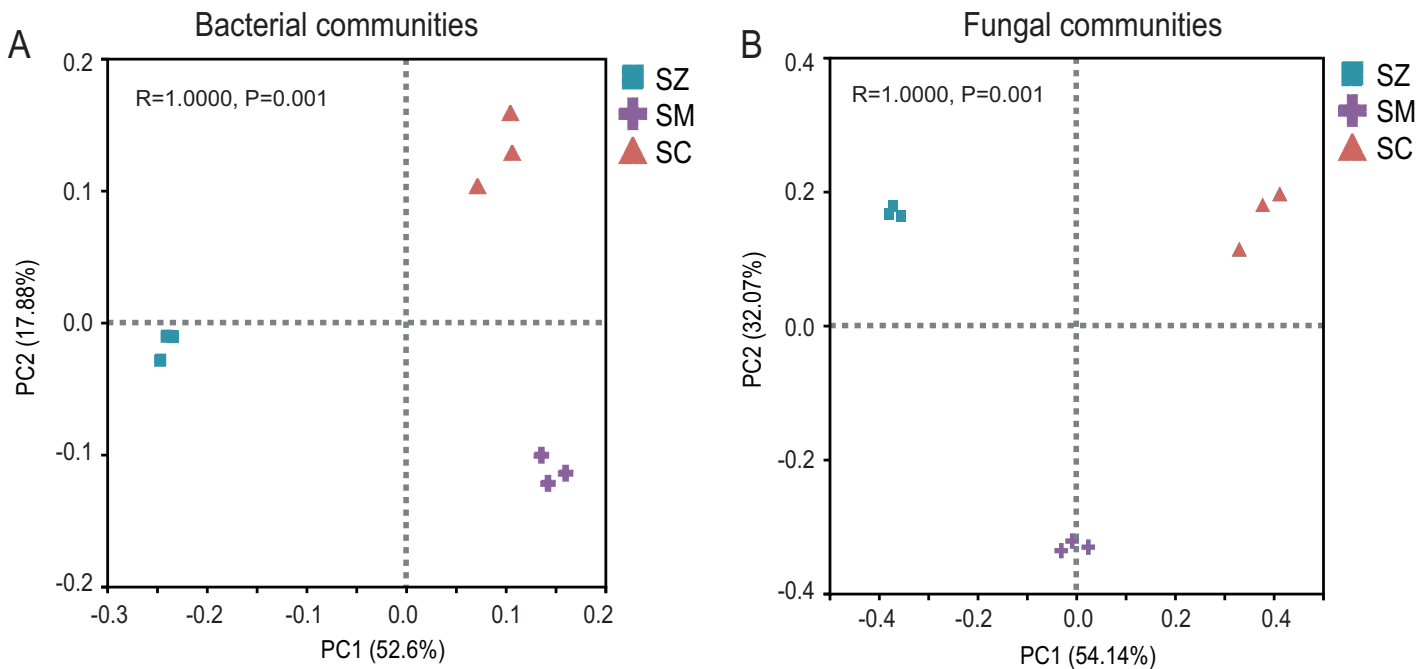 A
Bacterial communities
R=1.0000, P=0.001
SZ
SM
SC
0.2
0.1
0.0
-0.1
-0.2
PC2 (17.88%)
-0.3
-0.2
-0.1
0.0
0.1
0.2
PC1 (52.6%)
B
Fungal communities
R=1.0000, P=0.001
SZ
SM
SC
0.4
0.2
0.0
-0.2
-0.4
PC2 (32.07%)
-0.4
-0.2
0.0
0.2
0.4
PC1 (54.14%)